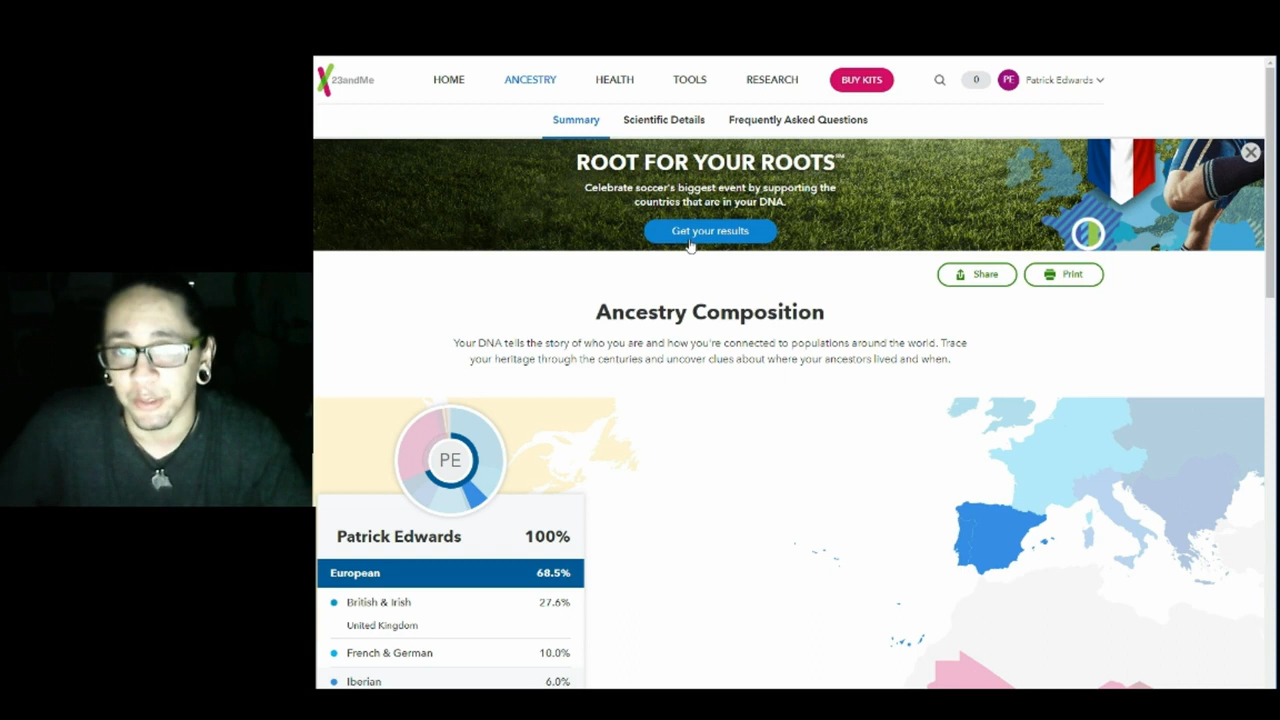 23andMe HOME ANCESTRY HEALTH TOOLS RESEARCH BUY KITS 0 PE Patrick Edwards
Summary Scientific Details Frequently Asked Questions
ROOT FOR YOUR ROOTS℠
Celebrate soccer's biggest event by supporting the
countries that are in your DNA.
Get your results
Share Print
Ancestry Composition
Your DNA tells the story of who you are and how you're connected to populations around the world. Trace
your heritage through the centuries and uncover clues about where your ancestors lived and when.
PE
Patrick Edwards 100%
European 68.5%
British & Irish 27.6%
United Kingdom
French & German 10.0%
Iberian 6.0%